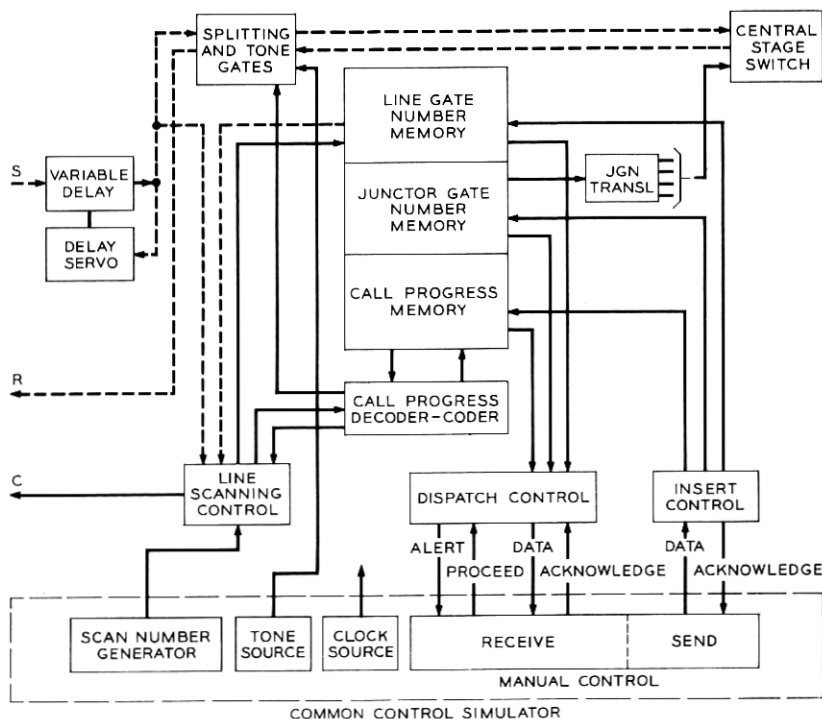 SPLITTING
AND TONE
GATES
CENTRAL
STAGE
SWITCH
LINE GATE
NUMBER
MEMORY
S
VARIABLE
DELAY
JGN
TRANSL
JUNCTOR GATE
NUMBER
MEMORY
DELAY
SERVO
CALL PROGRESS
MEMORY
R
CALL PROGRESS
DECODER-CODER
C
LINE
SCANNING
CONTROL
DISPATCH CONTROL
INSERT
CONTROL
ALERT
DATA
DATA
PROCEED
ACKNOWLEDGE
ACKNOWLEDGE
SCAN NUMBER
GENERATOR
TONE
SOURCE
CLOCK
SOURCE
RECEIVE
SEND
MANUAL CONTROL
COMMON CONTROL SIMULATOR